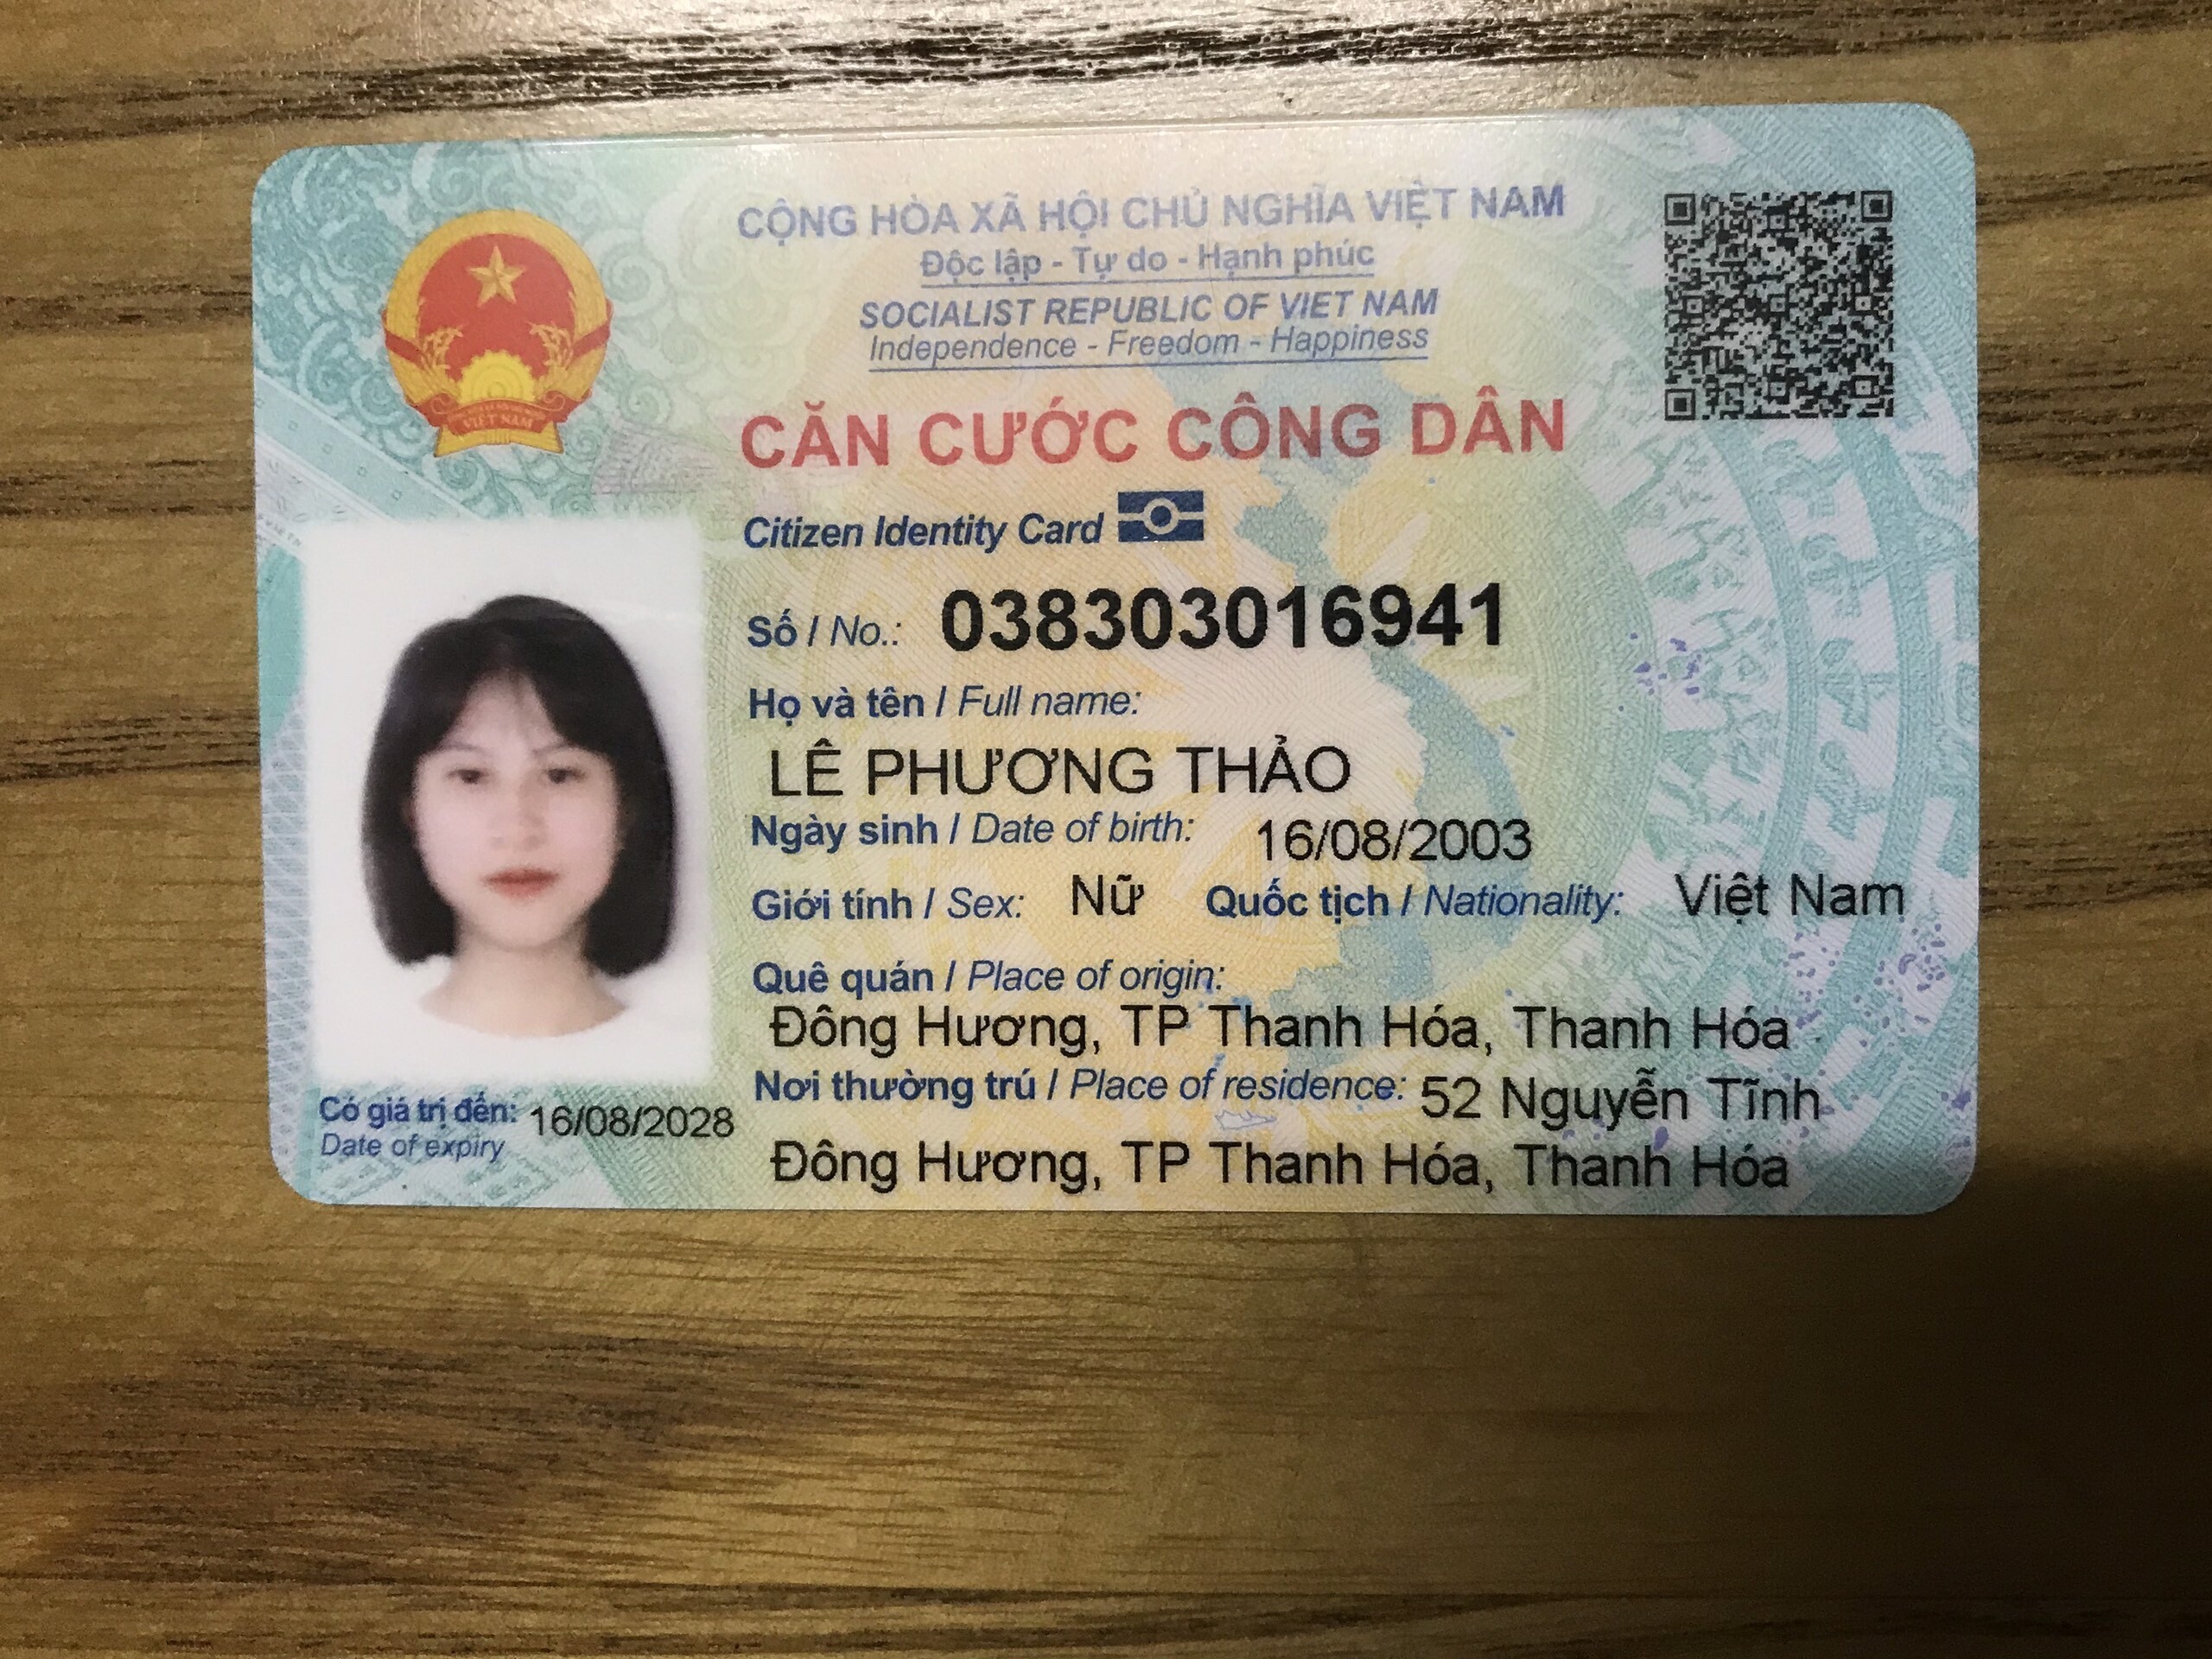 CỘNG HÒA XÃ HỘI CHỦ NGHĨA VIỆT NAM
Độc lập - Tự do - Hạnh phúc
SOCIALIST REPUBLIC OF VIET NAM
Independence - Freedom - Happiness
CĂN CƯỚC CÔNG DÂN
Citizen Identity Card
Số / No.: 038303016941
Họ và tên / Full name:
LÊ PHƯƠNG THẢO
Ngày sinh / Date of birth: 16/08/2003
Giới tính / Sex: Nữ Quốc tịch / Nationality: Việt Nam
Quê quán / Place of origin:
Đông Hương, TP Thanh Hóa, Thanh Hóa
Nơi thường trú / Place of residence: 52 Nguyễn Tĩnh
Đông Hương, TP Thanh Hóa, Thanh Hóa
Có giá trị đến: 16/08/2028
Date of expiry
VIỆT NAM